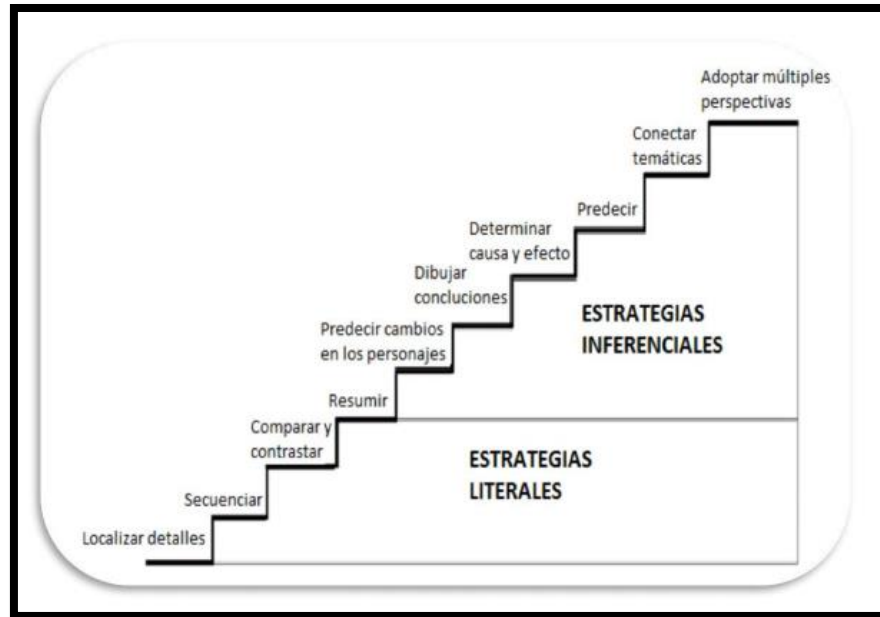 Adoptar múltiples
perspectivas
Conectar
temáticas
Predecir
Determinar
causa y efecto
Dibujar
concluciones
Predecir cambios
en los personajes
Resumir
Comparar y
contrastar
Secuenciar
Localizar detalles
ESTRATEGIAS
INFERENCIALES
ESTRATEGIAS
LITERALES